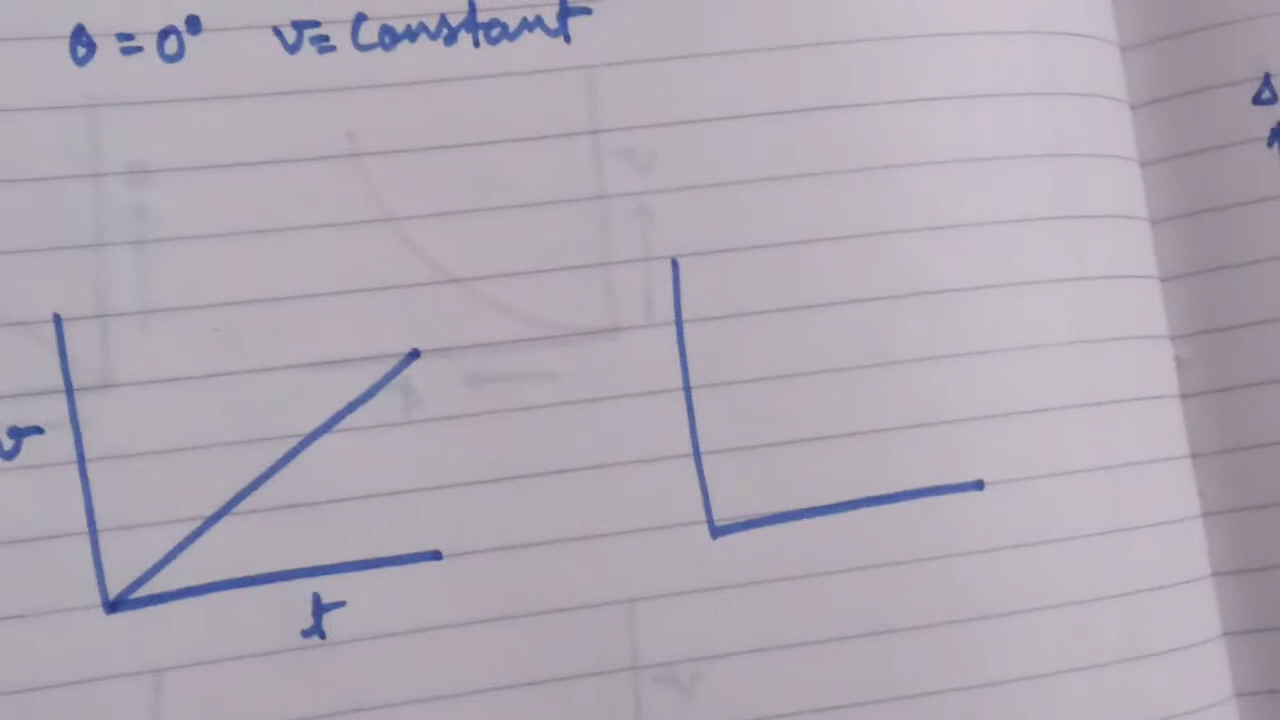 θ = 0° v = Constant
v
t
Δ